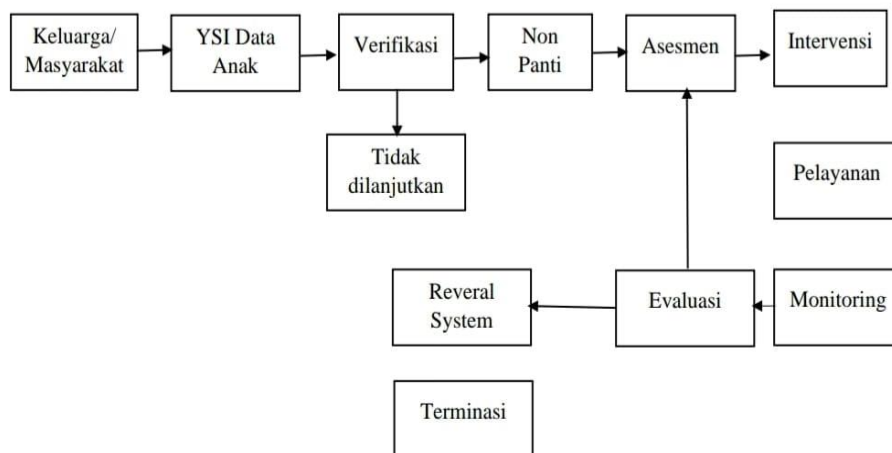 Keluarga/
Masyarakat
YSI Data
Anak
Verifikasi
Non
Panti
Asesmen
Intervensi
Tidak
dilanjutkan
Pelayanan
Reveral
System
Evaluasi
Monitoring
Terminasi